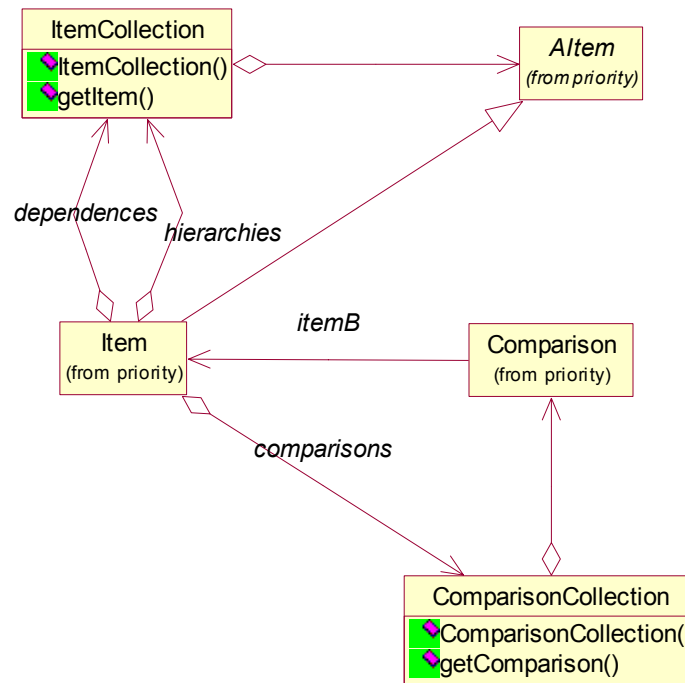 ItemCollection
ItemCollection()
getItem()
AItem
(from priority)
dependences
hierarchies
Item
(from priority)
itemB
Comparison
(from priority)
comparisons
ComparisonCollection
ComparisonCollection(
getComparison()